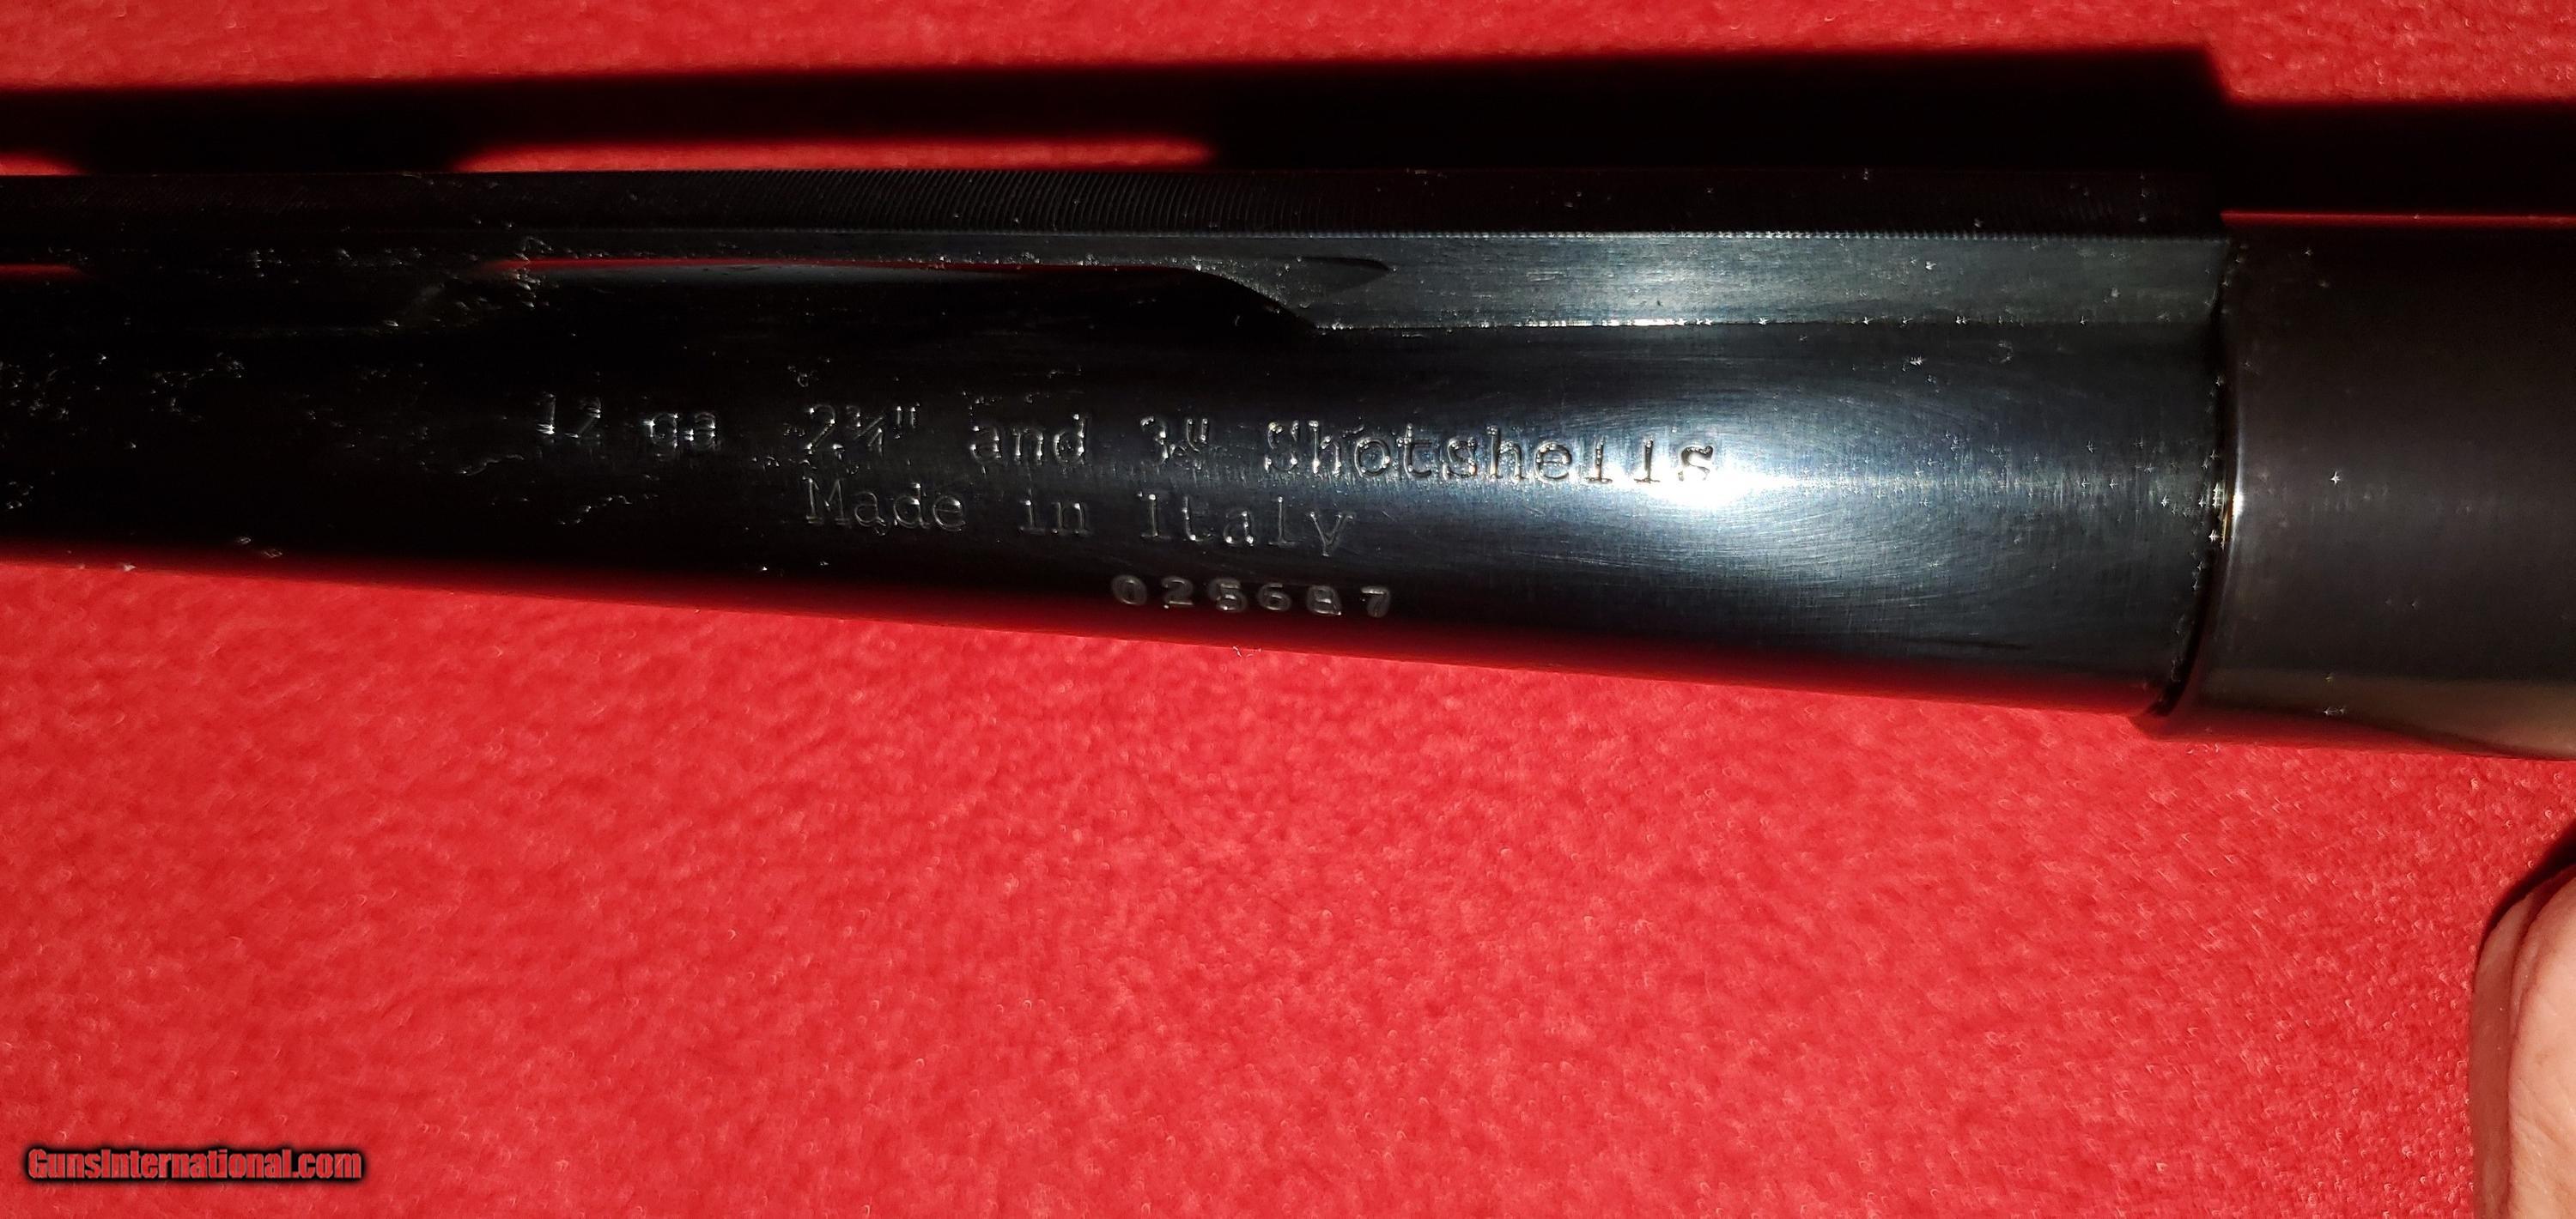 12 ga 2¾" and 3" Shotshells
Made in Italy
025687
GunsInternational.com